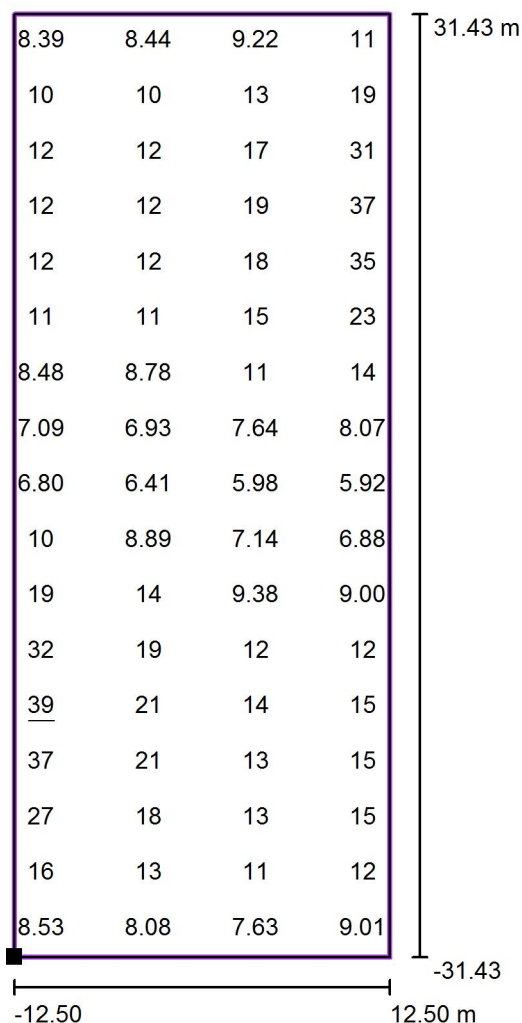 31.43 m
8.39 8.44 9.22 11
10 10 13 19
12 12 17 31
12 12 19 37
12 12 18 35
11 11 15 23
8.48 8.78 11 14
7.09 6.93 7.64 8.07
6.80 6.41 5.98 5.92
10 8.89 7.14 6.88
19 14 9.38 9.00
32 19 12 12
39 21 14 15
37 21 13 15
27 18 13 15
16 13 11 12
8.53 8.08 7.63 9.01
-31.43
-12.50 12.50 m